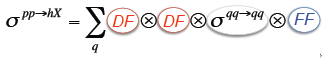 σ^{pp→hX} = ∑_q DF ⊗ DF ⊗ σ^{qq→qq} ⊗ FF